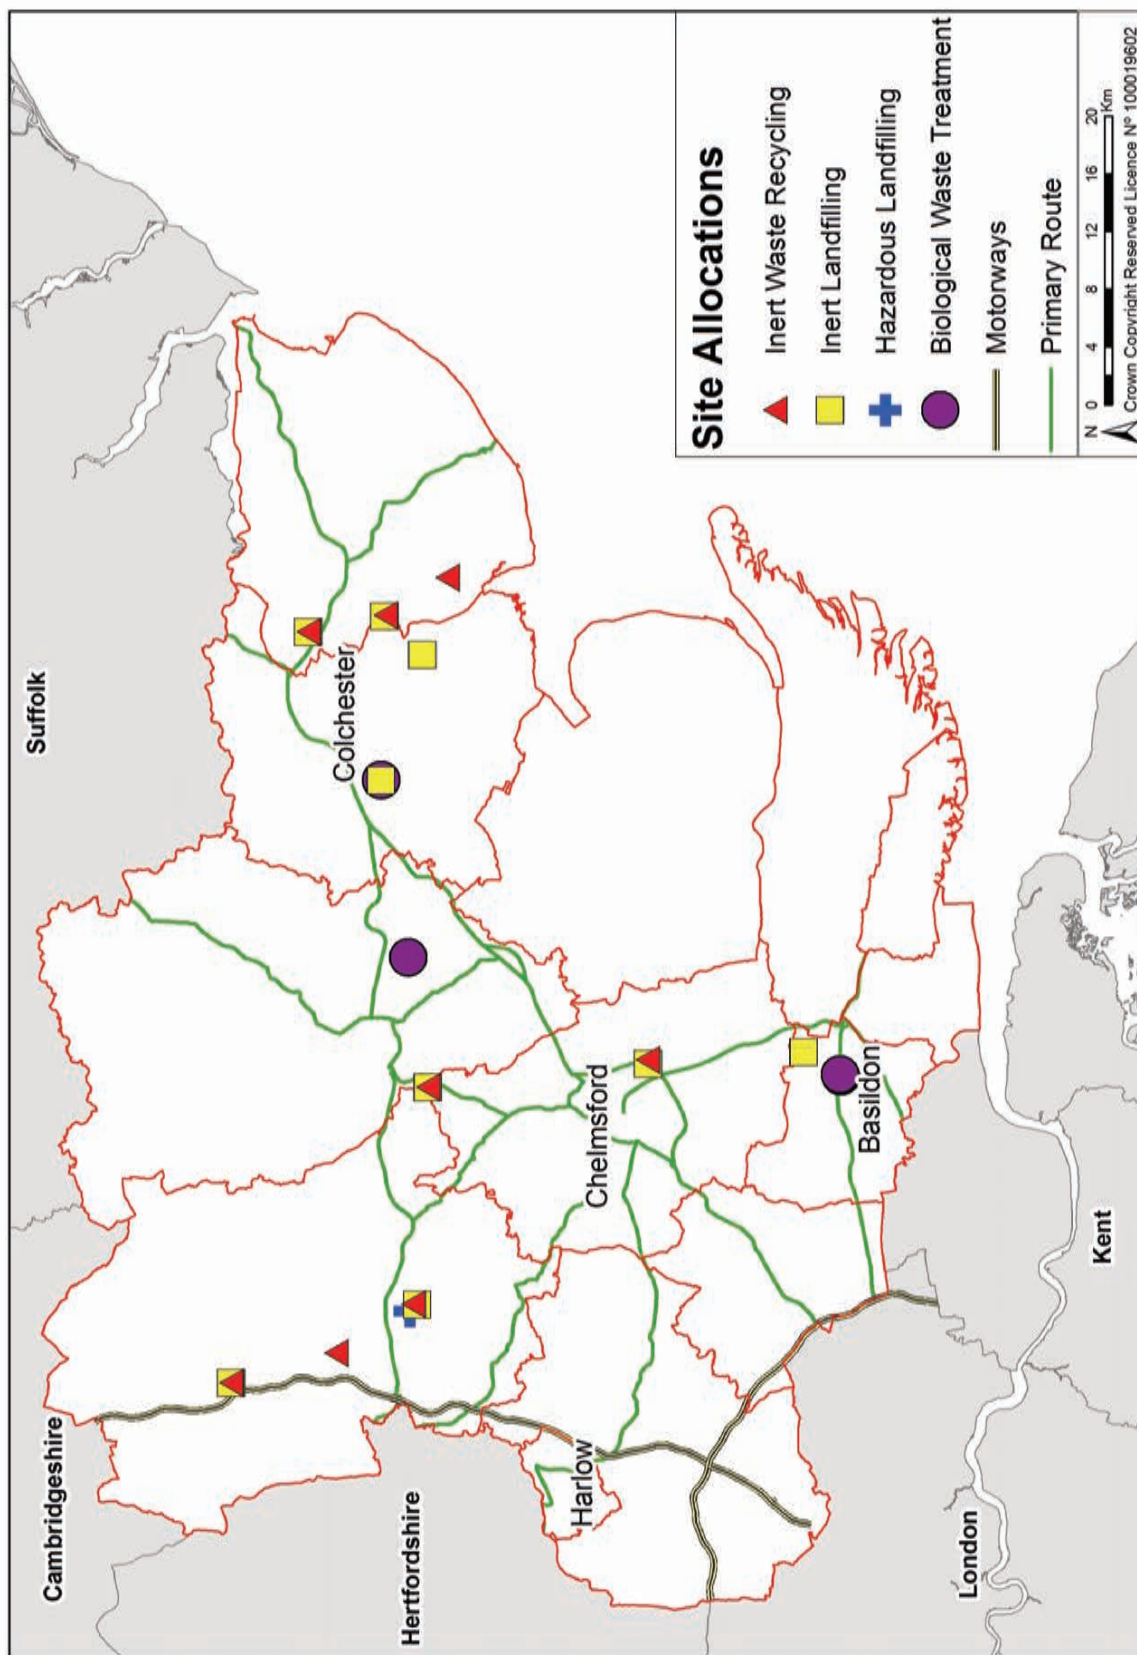 Suffolk
Cambridgeshire
Colchester
Hertfordshire
Chelmsford
Harlow
Basildon
London
Kent
Site Allocations
Inert Waste Recycling
Inert Landfilling
Hazardous Landfilling
Biological Waste Treatment
Motorways
Primary Route
N 0 4 8 12 16 20
Km
Crown Copyright Reserved Licence Nº 100019602